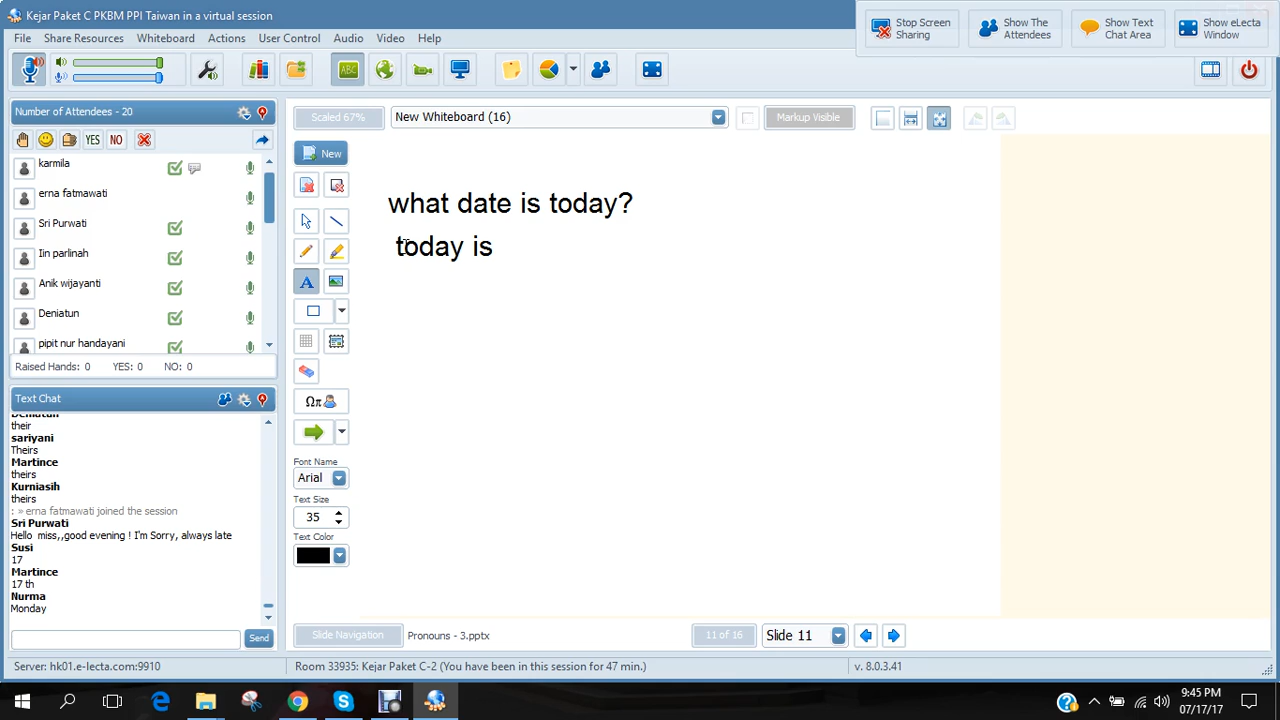 Kejar Paket C PKBM PPI Taiwan in a virtual session
Stop Screen Sharing
Show The Attendees
Show Text Chat Area
Show eLecta Window
File Share Resources Whiteboard Actions User Control Audio Video Help
ABC
Number of Attendees - 20
YES NO
karmila
erna fatmawati
Sri Purwati
Iin parlinah
Anik wijayanti
Deniatun
pipit nur handayani
Raised Hands: 0 YES: 0 NO: 0
Text Chat
Deniatun
their
sariyani
Theirs
Martince
theirs
Kurniasih
theirs
: » erna fatmawati joined the session
Sri Purwati
Hello miss,,good evening ! I'm Sorry, always late
Susi
17
Martince
17 th
Nurma
Monday
Send
Scaled 67%
New Whiteboard (16)
Markup Visible
New
A
Ωπ
Font Name
Arial
Text Size
35
Text Color
what date is today?
today is
Slide Navigation
Pronouns - 3.pptx
11 of 16
Slide 11
Server: hk01.e-lecta.com:9910
Room 33935: Kejar Paket C-2 (You have been in this session for 47 min.)
v. 8.0.3.41
9:45 PM
07/17/17